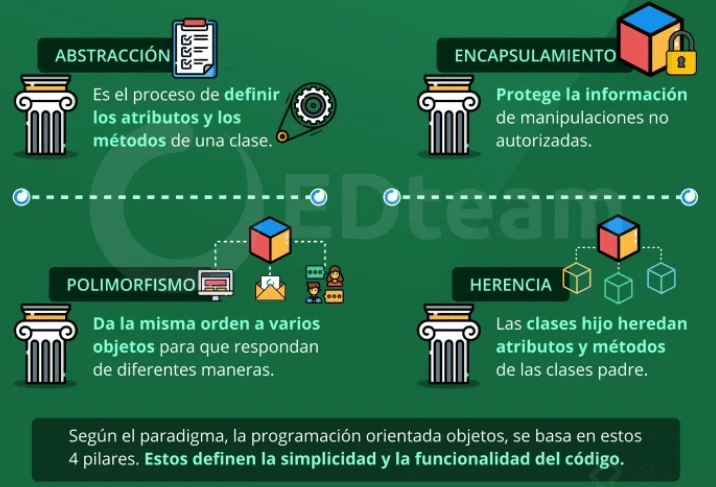 ABSTRACCIÓN
Es el proceso de definir
los atributos y los
métodos de una clase.
ENCAPSULAMIENTO
Protege la información
de manipulaciones no
autorizadas.
EDteam
POLIMORFISMO
Da la misma orden a varios
objetos para que respondan
de diferentes maneras.
HERENCIA
Las clases hijo heredan
atributos y métodos
de las clases padre.
Según el paradigma, la programación orientada objetos, se basa en estos
4 pilares. Estos definen la simplicidad y la funcionalidad del código.